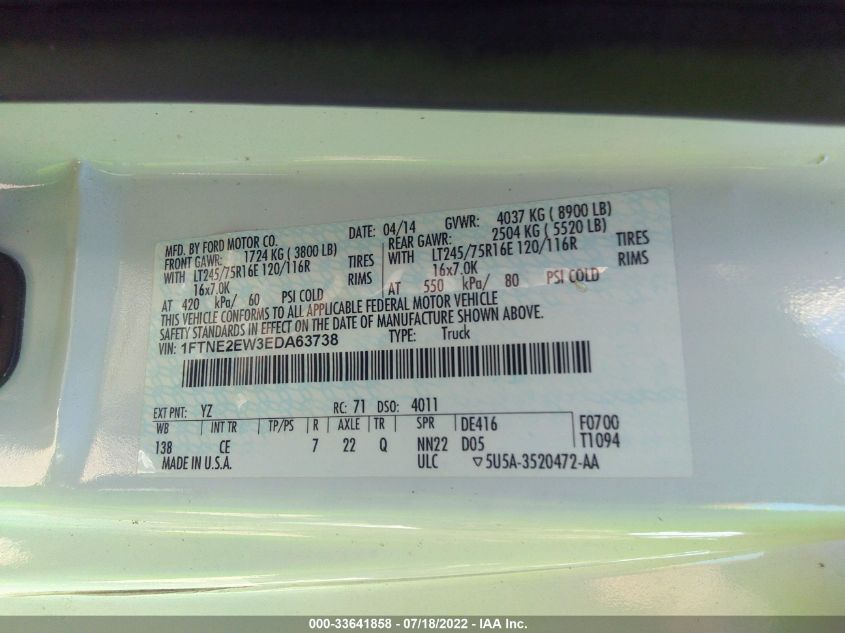 MFD. BY FORD MOTOR CO. DATE: 04/14 GVWR: 4037 KG ( 8900 LB)
FRONT GAWR: 1724 KG ( 3800 LB) REAR GAWR: 2504 KG ( 5520 LB)
WITH LT245/75R16E 120/116R TIRES WITH LT245/75R16E 120/116R TIRES
16x7.0K RIMS 16x7.0K RIMS
AT 420 kPa/ 60 PSI COLD AT 550 kPa/ 80 PSI COLD
THIS VEHICLE CONFORMS TO ALL APPLICABLE FEDERAL MOTOR VEHICLE
SAFETY STANDARDS IN EFFECT ON THE DATE OF MANUFACTURE SHOWN ABOVE.
VIN: 1FTNE2EW3EDA63738 TYPE: Truck
EXT PNT: YZ RC: 71 DSO: 4011
WB INT TR TP/PS R AXLE TR SPR DE416 F0700
138 CE 7 22 Q NN22 D05 T1094
MADE IN U.S.A. ULC ▽5U5A-3520472-AA
000-33641858 - 07/18/2022 - IAA Inc.